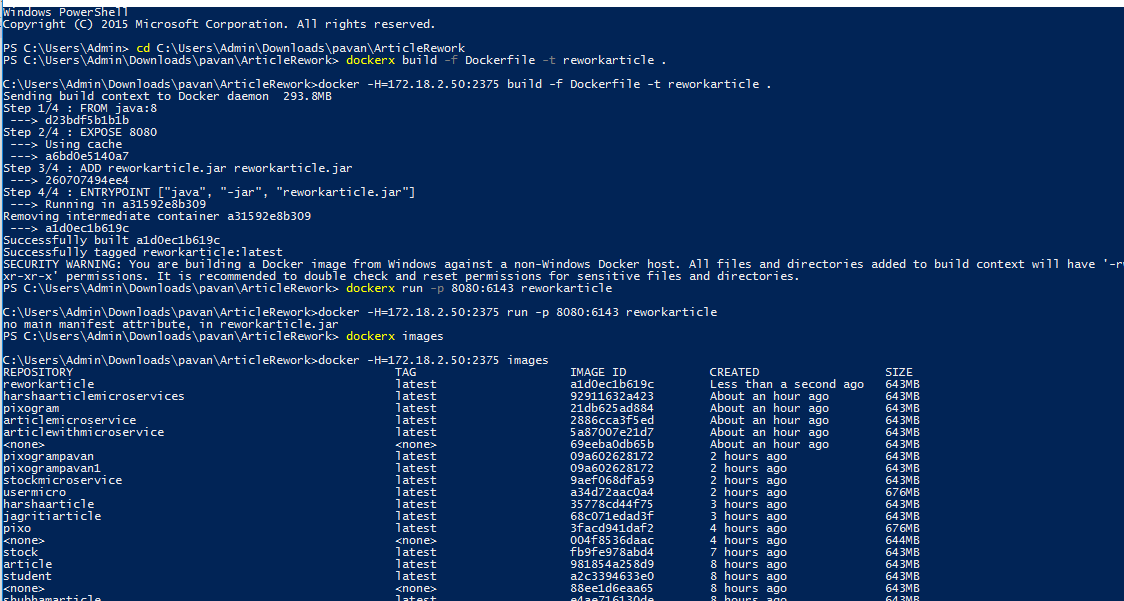 Windows PowerShell
Copyright (C) 2015 Microsoft Corporation. All rights reserved.
PS C:\Users\Admin> cd C:\Users\Admin\Downloads\pavan\ArticleRework
PS C:\Users\Admin\Downloads\pavan\ArticleRework> dockerx build -f Dockerfile -t reworkarticle .
C:\Users\Admin\Downloads\pavan\ArticleRework>docker -H=172.18.2.50:2375 build -f Dockerfile -t reworkarticle .
Sending build context to Docker daemon  293.8MB
Step 1/4 : FROM java:8
 ---> d23bdf5b1b1b
Step 2/4 : EXPOSE 8080
 ---> Using cache
 ---> a6bd0e5140a7
Step 3/4 : ADD reworkarticle.jar reworkarticle.jar
 ---> 260707494ee4
Step 4/4 : ENTRYPOINT ["java", "-jar", "reworkarticle.jar"]
 ---> Running in a31592e8b309
Removing intermediate container a31592e8b309
 ---> a1d0ec1b619c
Successfully built a1d0ec1b619c
Successfully tagged reworkarticle:latest
SECURITY WARNING: You are building a Docker image from Windows against a non-Windows Docker host. All files and directories added to build context will have '-rw
xr-xr-x' permissions. It is recommended to double check and reset permissions for sensitive files and directories.
PS C:\Users\Admin\Downloads\pavan\ArticleRework> dockerx run -p 8080:6143 reworkarticle
C:\Users\Admin\Downloads\pavan\ArticleRework>docker -H=172.18.2.50:2375 run -p 8080:6143 reworkarticle
no main manifest attribute, in reworkarticle.jar
PS C:\Users\Admin\Downloads\pavan\ArticleRework> dockerx images
C:\Users\Admin\Downloads\pavan\ArticleRework>docker -H=172.18.2.50:2375 images
REPOSITORY TAG IMAGE ID CREATED SIZE
reworkarticle latest a1d0ec1b619c Less than a second ago 643MB
harshaarticlemicroservices latest 92911632a423 About an hour ago 643MB
pixogram latest 21db625ad884 About an hour ago 643MB
articlemicroservice latest 2886cca3f5ed About an hour ago 643MB
articlewithmicroservice latest 5a87007e21d7 About an hour ago 643MB
<none> <none> 69eeba0db65b About an hour ago 643MB
pixogrampavan latest 09a602628172 2 hours ago 643MB
pixogrampavan1 latest 09a602628172 2 hours ago 643MB
stockmicroservice latest 9aef068dfa59 2 hours ago 643MB
usermicro latest a34d72aac0a4 2 hours ago 676MB
harshaarticle latest 35778cd44f75 3 hours ago 643MB
jagritiarticle latest 68c071edad3f 3 hours ago 643MB
pixo latest 3facd941daf2 4 hours ago 676MB
<none> <none> 004f8536daac 4 hours ago 644MB
stock latest fb9fe978abd4 7 hours ago 643MB
article latest 981854a258d9 8 hours ago 643MB
student latest a2c3394633e0 8 hours ago 643MB
<none> <none> 88ee1d6eaa65 8 hours ago 643MB
shubhamarticle latest e4ae716130de 8 hours ago 643MB